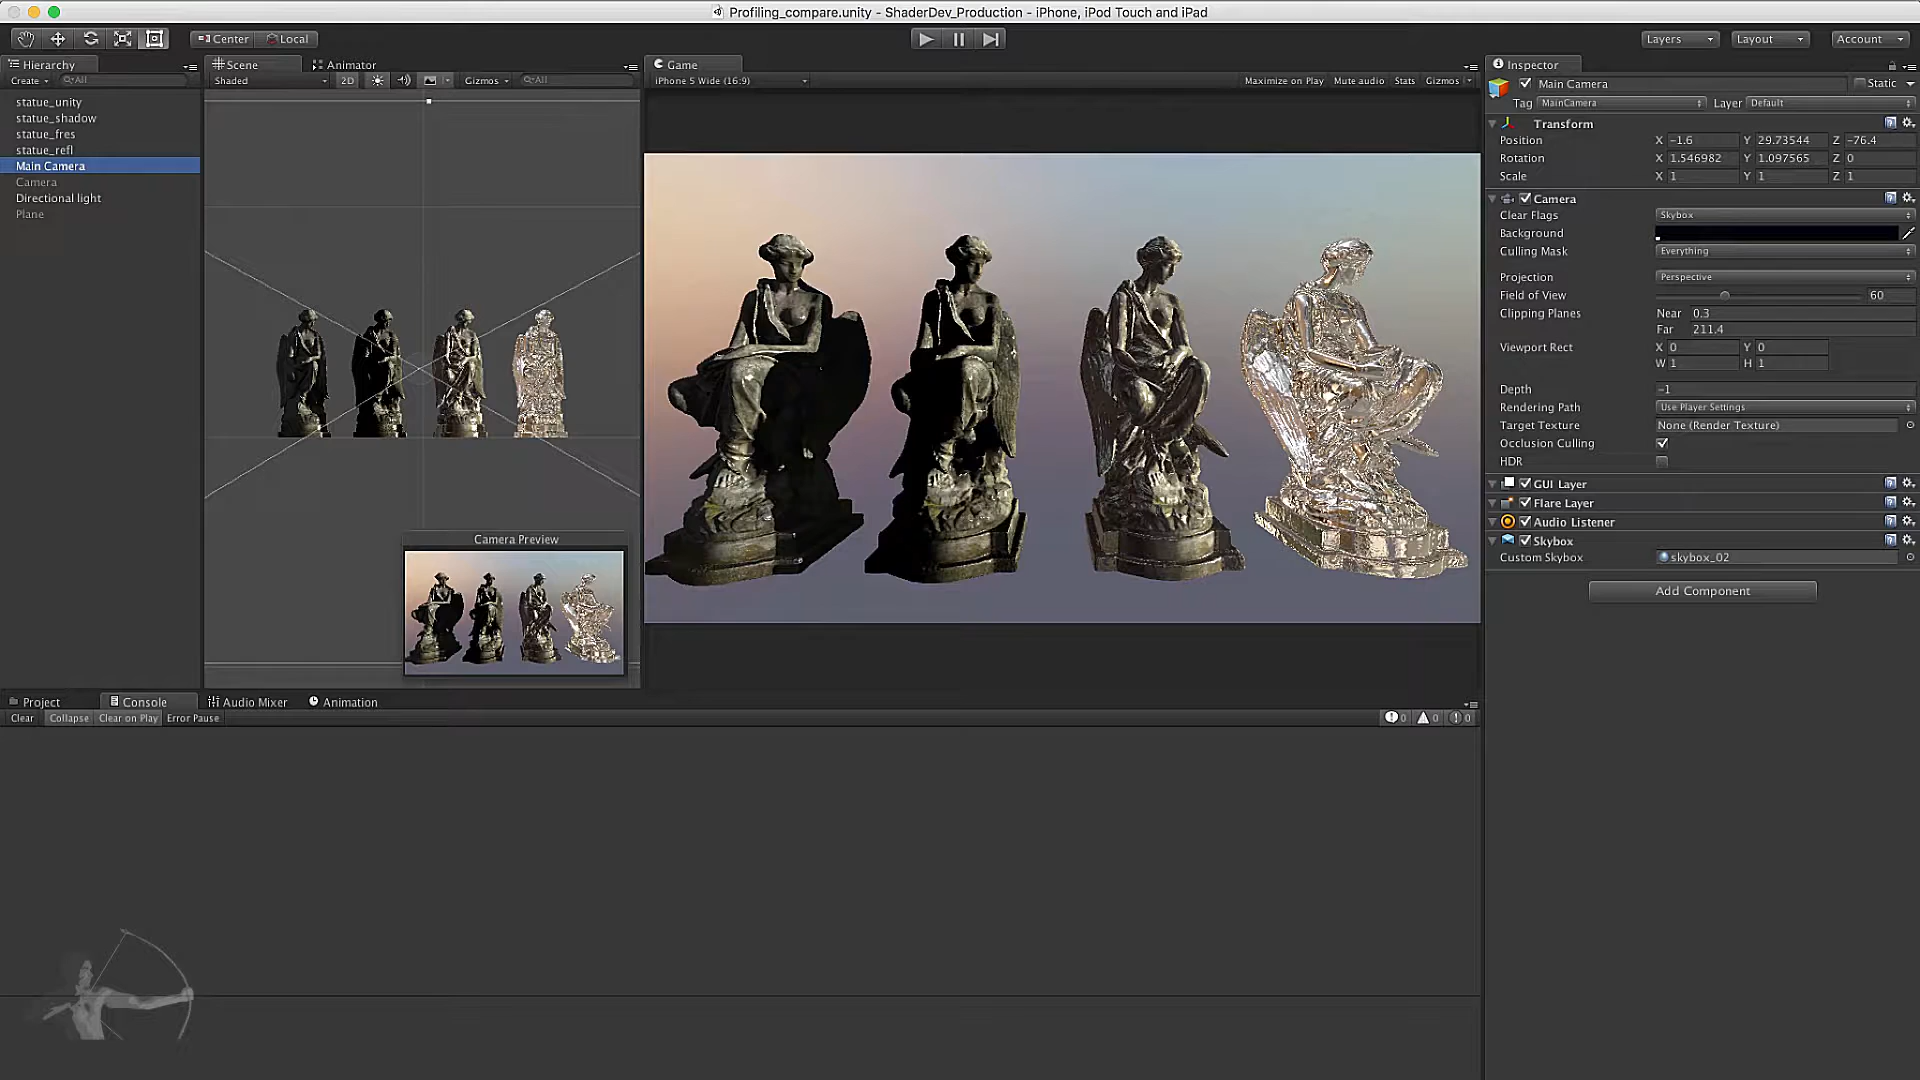 Profiling_compare.unity - ShaderDev_Production - iPhone, iPod Touch and iPad
Center Local
Layers Layout Account
Hierarchy
Create All
statue_unity
statue_shadow
statue_fres
statue_refl
Main Camera
Camera
Directional light
Plane
Scene Animator
Shaded 2D Gizmos All
Camera Preview
Game
iPhone 5 Wide (16:9) Maximize on Play Mute audio Stats Gizmos
Inspector
Main Camera Static
Tag MainCamera Layer Default
Transform
Position X -1.6 Y 29.73544 Z -76.4
Rotation X 1.546982 Y 1.097565 Z 0
Scale X 1 Y 1 Z 1
Camera
Clear Flags Skybox
Background
Culling Mask Everything
Projection Perspective
Field of View 60
Clipping Planes Near 0.3
Far 211.4
Viewport Rect X 0 Y 0
W 1 H 1
Depth -1
Rendering Path Use Player Settings
Target Texture None (Render Texture)
Occlusion Culling
HDR
GUI Layer
Flare Layer
Audio Listener
Skybox
Custom Skybox skybox_02
Add Component
Project Console Audio Mixer Animation
Clear Collapse Clear on Play Error Pause 0 0 0